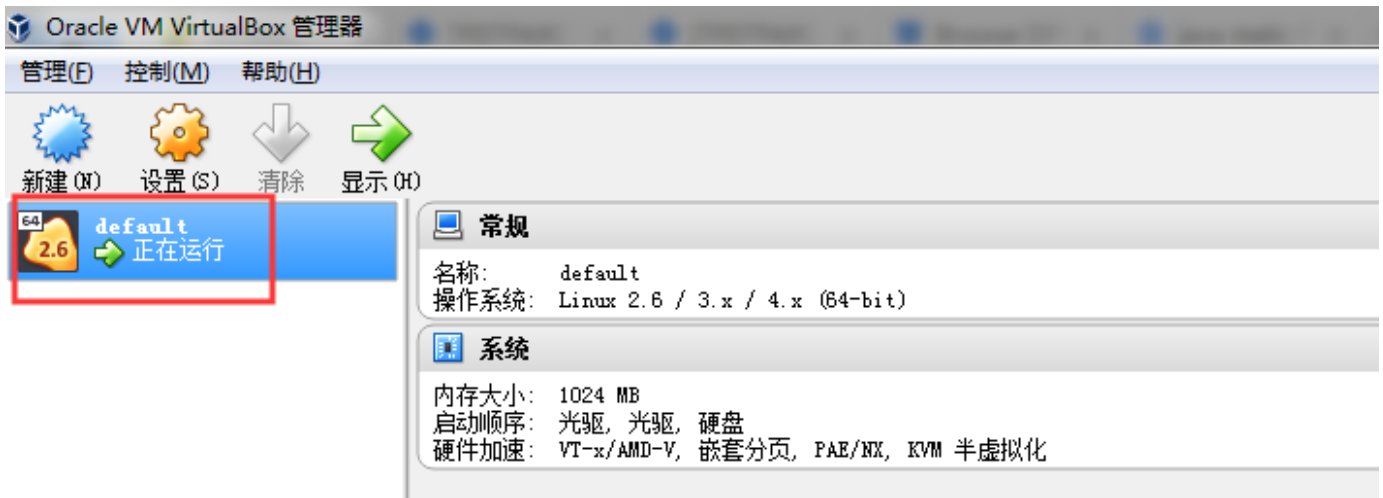 Oracle VM VirtualBox 管理器
管理(F) 控制(M) 帮助(H)
新建(N) 设置(S) 清除 显示(H)
64
2.6
default
正在运行
常规
名称: default
操作系统: Linux 2.6 / 3.x / 4.x (64-bit)
系统
内存大小: 1024 MB
启动顺序: 光驱, 光驱, 硬盘
硬件加速: VT-x/AMD-V, 嵌套分页, PAE/NX, KVM 半虚拟化